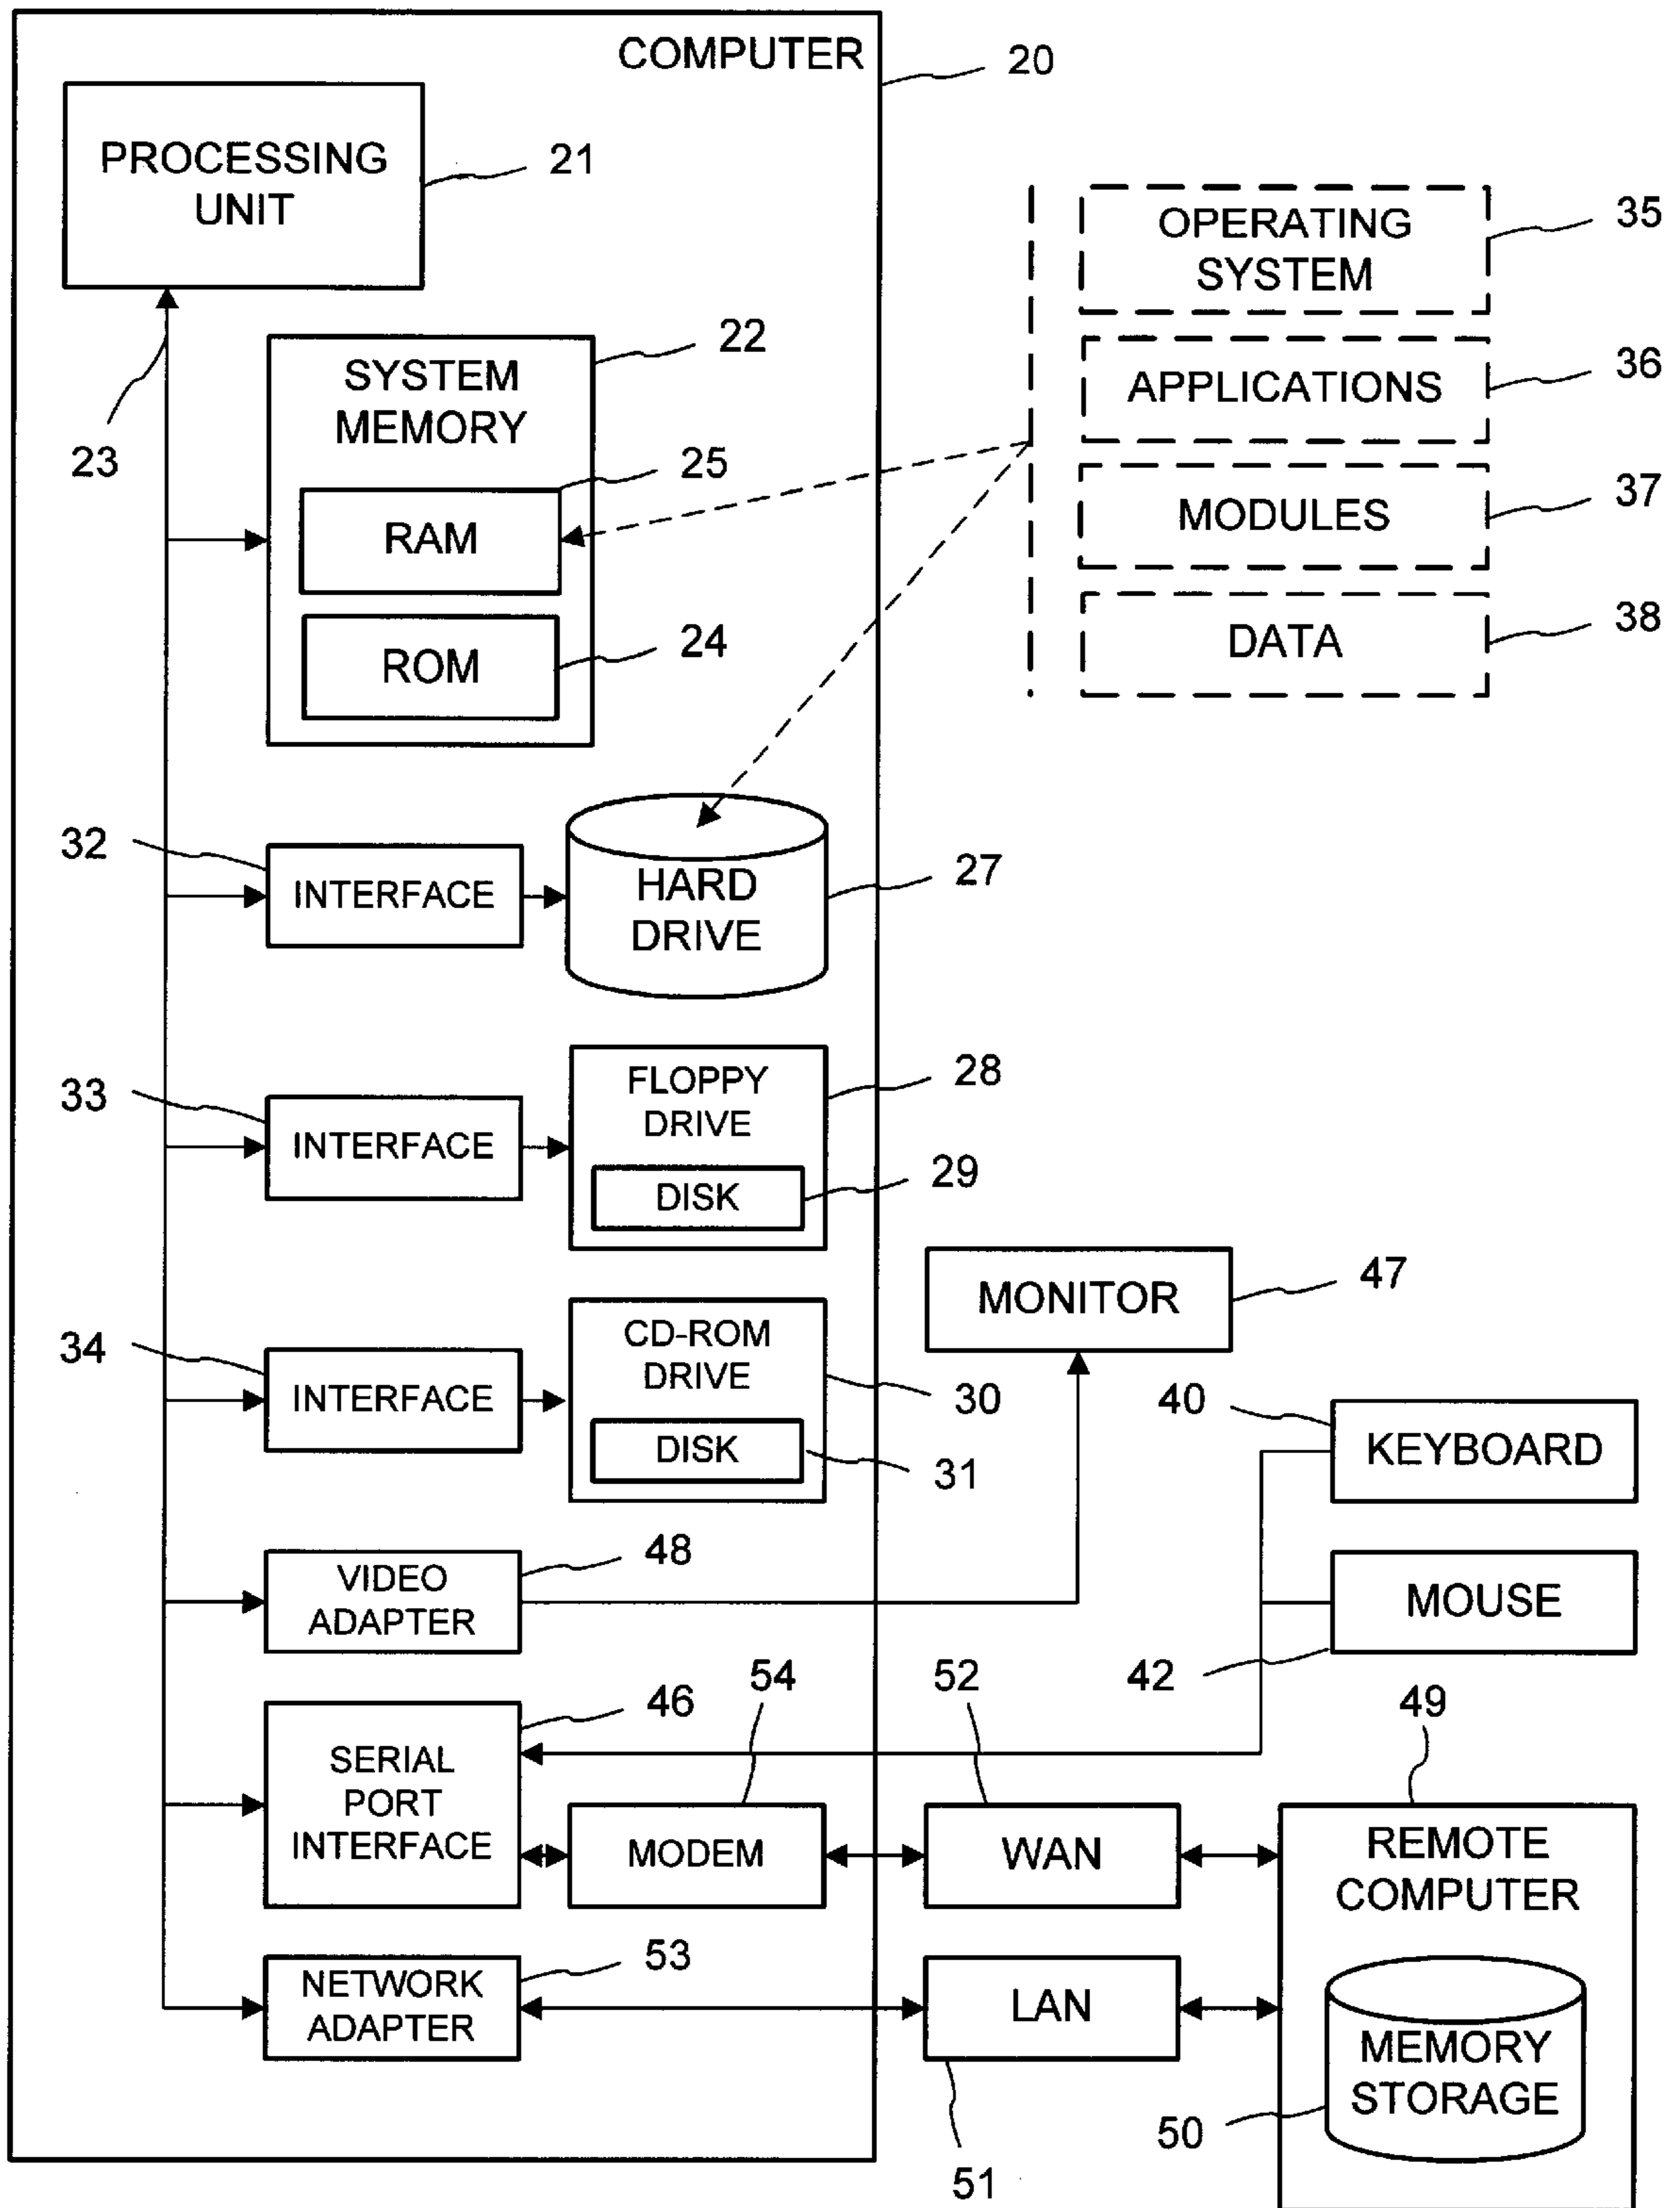 COMPUTER
20
PROCESSING
UNIT
21
23
SYSTEM
MEMORY
22
RAM
25
ROM
24
OPERATING
SYSTEM
35
APPLICATIONS
36
MODULES
37
DATA
38
32
INTERFACE
HARD
DRIVE
27
33
INTERFACE
FLOPPY
DRIVE
28
DISK
29
34
INTERFACE
CD-ROM
DRIVE
30
DISK
31
MONITOR
47
40
KEYBOARD
MOUSE
42
VIDEO
ADAPTER
48
SERIAL
PORT
INTERFACE
46
MODEM
54
WAN
52
49
REMOTE
COMPUTER
NETWORK
ADAPTER
53
LAN
51
MEMORY
STORAGE
50